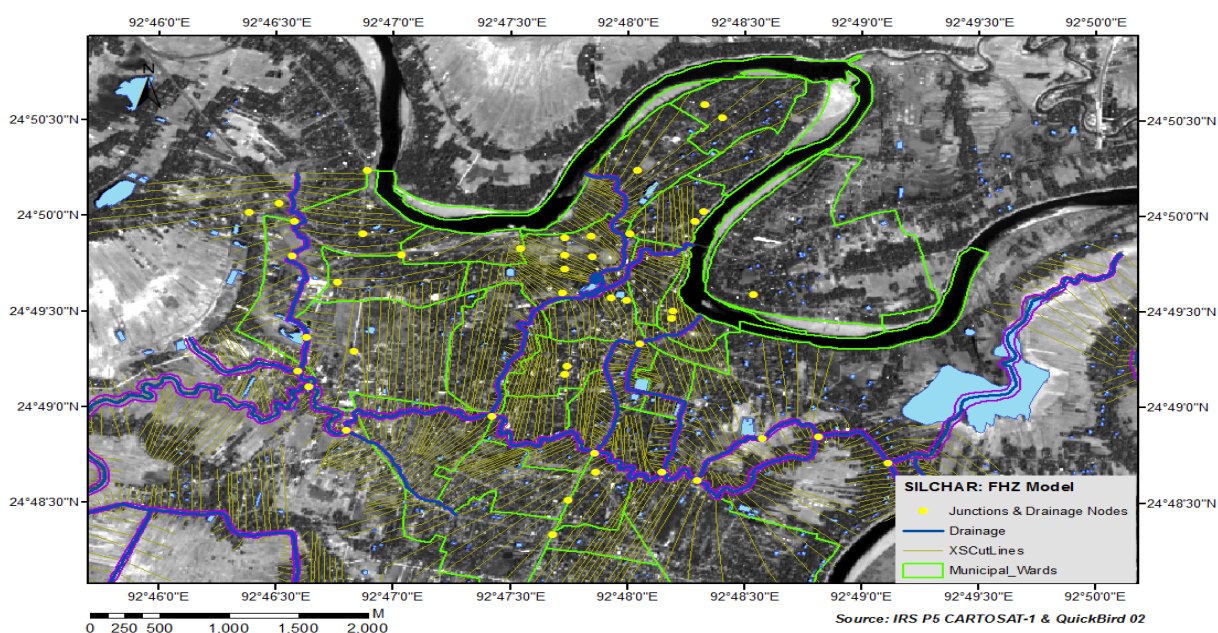 92°46'0"E 92°46'30"E 92°47'0"E 92°47'30"E 92°48'0"E 92°48'30"E 92°49'0"E 92°49'30"E 92°50'0"E
N
24°50'30"N 24°50'30"N
24°50'0"N 24°50'0"N
24°49'30"N 24°49'30"N
24°49'0"N 24°49'0"N
24°48'30"N 24°48'30"N
SILCHAR: FHZ Model
Junctions & Drainage Nodes
Drainage
XSCutLines
Municipal_Wards
92°46'0"E 92°46'30"E 92°47'0"E 92°47'30"E 92°48'0"E 92°48'30"E 92°49'0"E 92°49'30"E 92°50'0"E
M
0 250 500 1.000 1.500 2.000
Source: IRS P5 CARTOSAT-1 & QuickBird 02